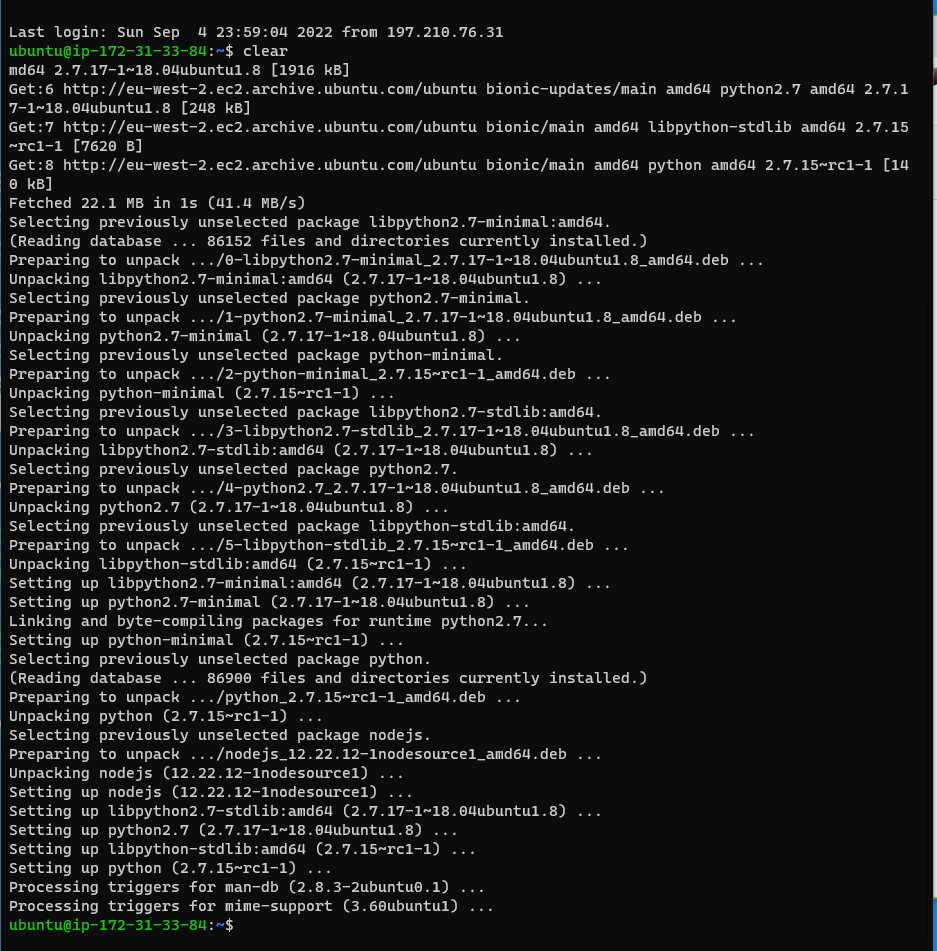 Last login: Sun Sep  4 23:59:04 2022 from 197.210.76.31
ubuntu@ip-172-31-33-84:~$ clear
md64 2.7.17-1~18.04ubuntu1.8 [1916 kB]
Get:6 http://eu-west-2.ec2.archive.ubuntu.com/ubuntu bionic-updates/main amd64 python2.7 amd64 2.7.1
7-1~18.04ubuntu1.8 [248 kB]
Get:7 http://eu-west-2.ec2.archive.ubuntu.com/ubuntu bionic/main amd64 libpython-stdlib amd64 2.7.15
~rc1-1 [7620 B]
Get:8 http://eu-west-2.ec2.archive.ubuntu.com/ubuntu bionic/main amd64 python amd64 2.7.15~rc1-1 [14
0 kB]
Fetched 22.1 MB in 1s (41.4 MB/s)
Selecting previously unselected package libpython2.7-minimal:amd64.
(Reading database ... 86152 files and directories currently installed.)
Preparing to unpack .../0-libpython2.7-minimal_2.7.17-1~18.04ubuntu1.8_amd64.deb ...
Unpacking libpython2.7-minimal:amd64 (2.7.17-1~18.04ubuntu1.8) ...
Selecting previously unselected package python2.7-minimal.
Preparing to unpack .../1-python2.7-minimal_2.7.17-1~18.04ubuntu1.8_amd64.deb ...
Unpacking python2.7-minimal (2.7.17-1~18.04ubuntu1.8) ...
Selecting previously unselected package python-minimal.
Preparing to unpack .../2-python-minimal_2.7.15~rc1-1_amd64.deb ...
Unpacking python-minimal (2.7.15~rc1-1) ...
Selecting previously unselected package libpython2.7-stdlib:amd64.
Preparing to unpack .../3-libpython2.7-stdlib_2.7.17-1~18.04ubuntu1.8_amd64.deb ...
Unpacking libpython2.7-stdlib:amd64 (2.7.17-1~18.04ubuntu1.8) ...
Selecting previously unselected package python2.7.
Preparing to unpack .../4-python2.7_2.7.17-1~18.04ubuntu1.8_amd64.deb ...
Unpacking python2.7 (2.7.17-1~18.04ubuntu1.8) ...
Selecting previously unselected package libpython-stdlib:amd64.
Preparing to unpack .../5-libpython-stdlib_2.7.15~rc1-1_amd64.deb ...
Unpacking libpython-stdlib:amd64 (2.7.15~rc1-1) ...
Setting up libpython2.7-minimal:amd64 (2.7.17-1~18.04ubuntu1.8) ...
Setting up python2.7-minimal (2.7.17-1~18.04ubuntu1.8) ...
Linking and byte-compiling packages for runtime python2.7...
Setting up python-minimal (2.7.15~rc1-1) ...
Selecting previously unselected package python.
(Reading database ... 86900 files and directories currently installed.)
Preparing to unpack .../python_2.7.15~rc1-1_amd64.deb ...
Unpacking python (2.7.15~rc1-1) ...
Selecting previously unselected package nodejs.
Preparing to unpack .../nodejs_12.22.12-1nodesource1_amd64.deb ...
Unpacking nodejs (12.22.12-1nodesource1) ...
Setting up nodejs (12.22.12-1nodesource1) ...
Setting up libpython2.7-stdlib:amd64 (2.7.17-1~18.04ubuntu1.8) ...
Setting up python2.7 (2.7.17-1~18.04ubuntu1.8) ...
Setting up libpython-stdlib:amd64 (2.7.15~rc1-1) ...
Setting up python (2.7.15~rc1-1) ...
Processing triggers for man-db (2.8.3-2ubuntu0.1) ...
Processing triggers for mime-support (3.60ubuntu1) ...
ubuntu@ip-172-31-33-84:~$